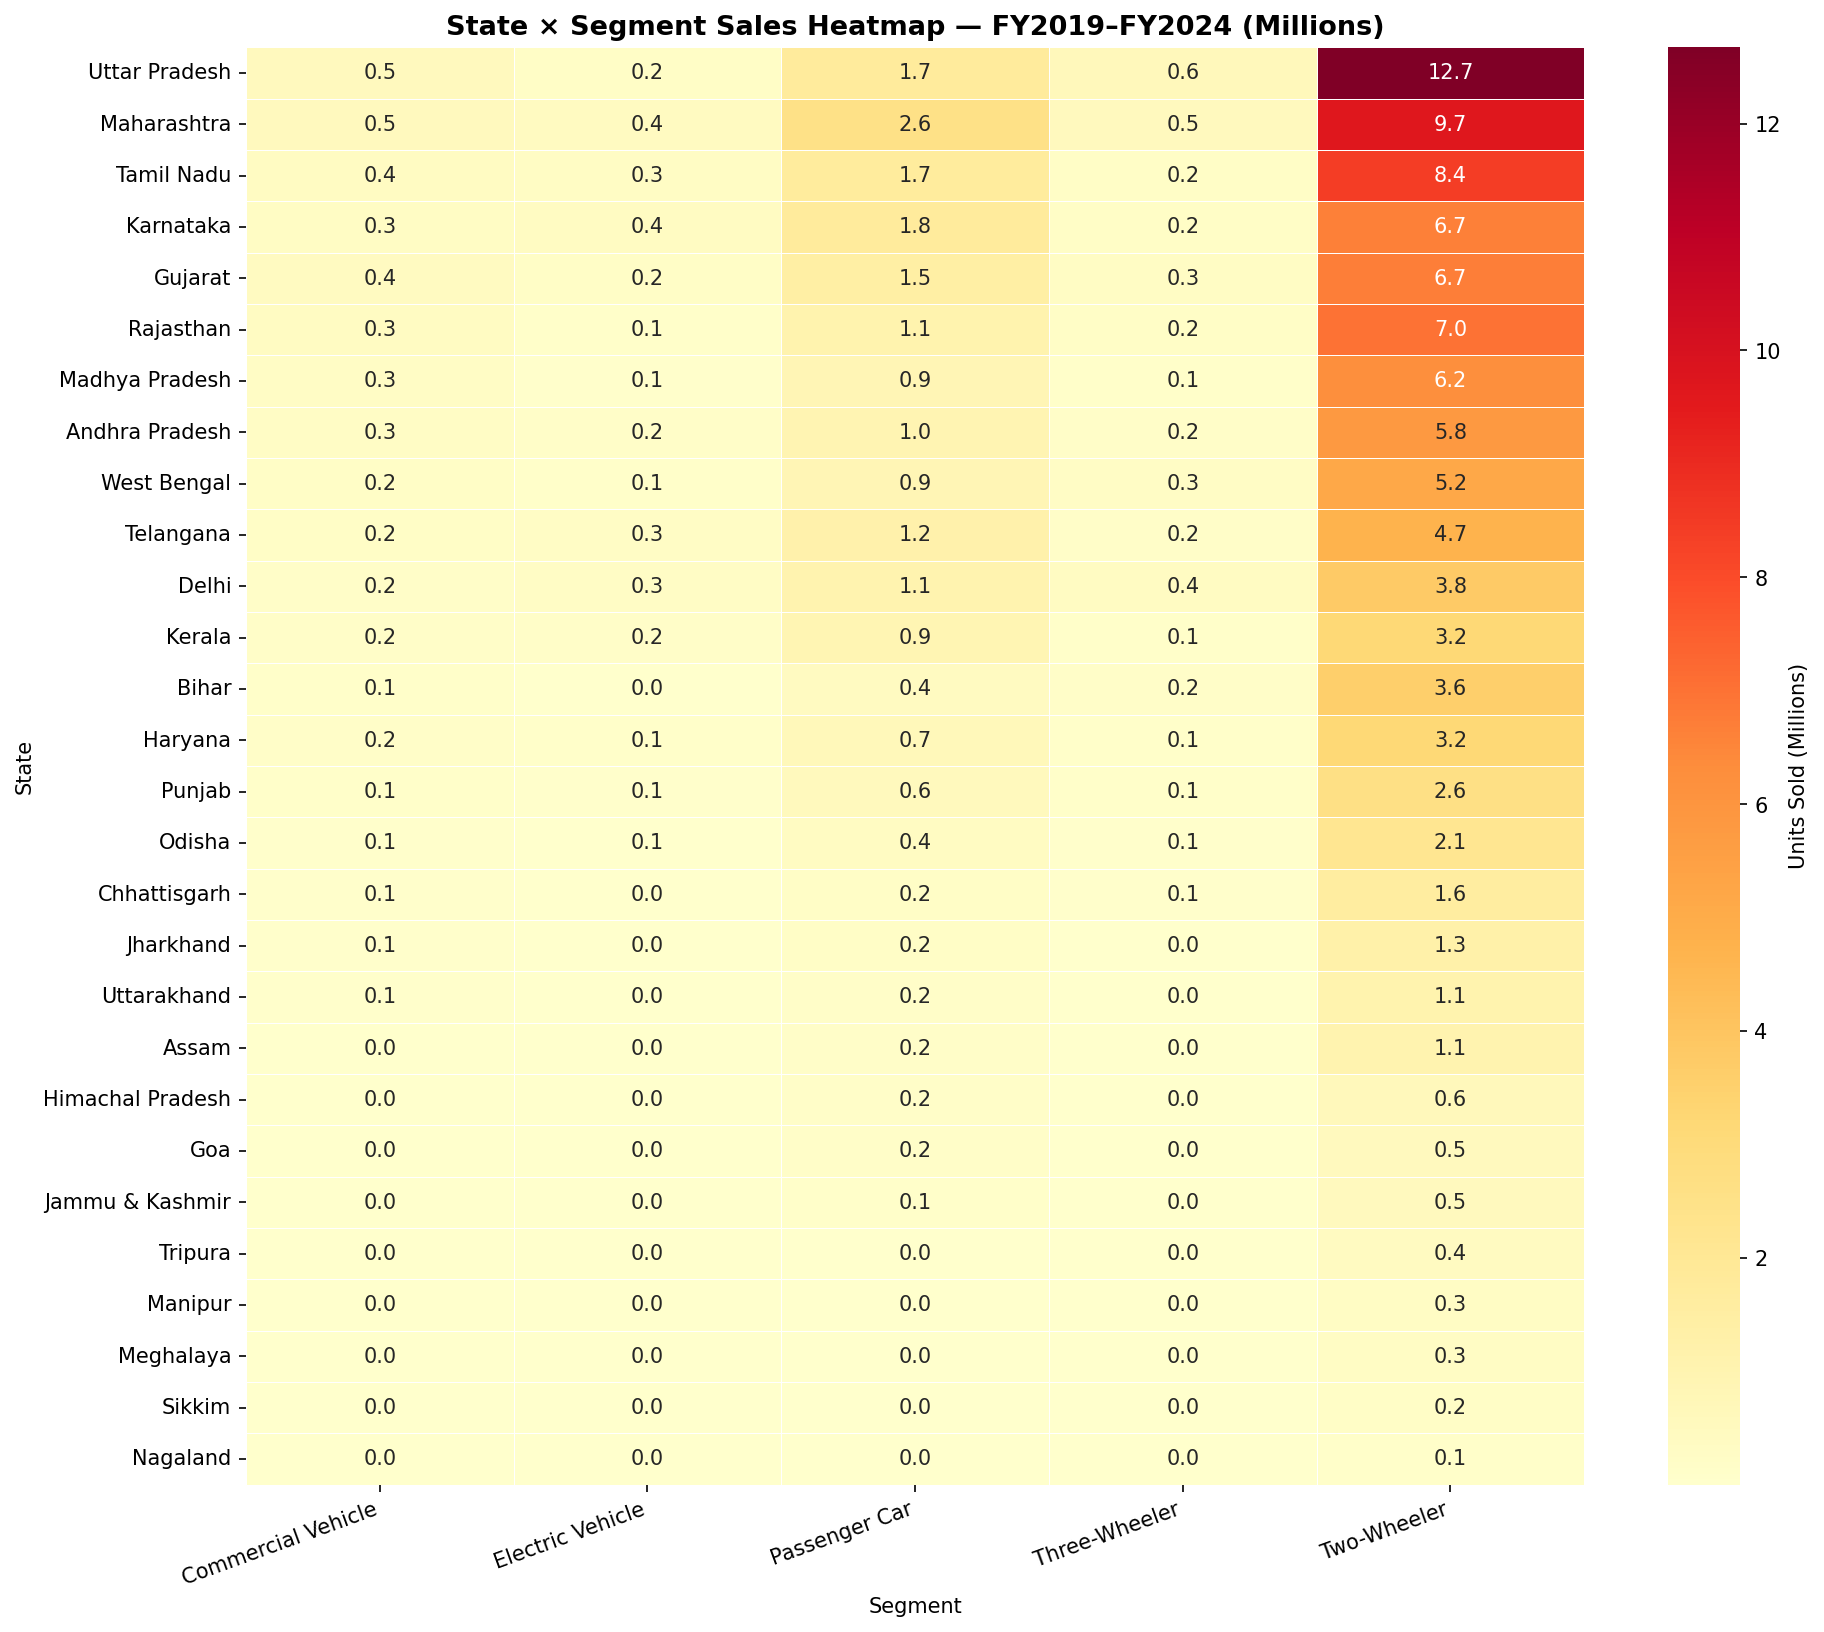 State × Segment Sales Heatmap — FY2019–FY2024 (Millions)
Uttar Pradesh 0.5 0.2 1.7 0.6 12.7
Maharashtra 0.5 0.4 2.6 0.5 9.7
12
Tamil Nadu 0.4 0.3 1.7 0.2 8.4
Karnataka 0.3 0.4 1.8 0.2 6.7
Gujarat 0.4 0.2 1.5 0.3 6.7
Rajasthan 0.3 0.1 1.1 0.2 7.0
10
Madhya Pradesh 0.3 0.1 0.9 0.1 6.2
Andhra Pradesh 0.3 0.2 1.0 0.2 5.8
West Bengal 0.2 0.1 0.9 0.3 5.2
Telangana 0.2 0.3 1.2 0.2 4.7
8
Delhi 0.2 0.3 1.1 0.4 3.8
Kerala 0.2 0.2 0.9 0.1 3.2
Bihar 0.1 0.0 0.4 0.2 3.6
Haryana 0.2 0.1 0.7 0.1 3.2
State
Units Sold (Millions)
Punjab 0.1 0.1 0.6 0.1 2.6
6
Odisha 0.1 0.1 0.4 0.1 2.1
Chhattisgarh 0.1 0.0 0.2 0.1 1.6
Jharkhand 0.1 0.0 0.2 0.0 1.3
Uttarakhand 0.1 0.0 0.2 0.0 1.1
4
Assam 0.0 0.0 0.2 0.0 1.1
Himachal Pradesh 0.0 0.0 0.2 0.0 0.6
Goa 0.0 0.0 0.2 0.0 0.5
Jammu & Kashmir 0.0 0.0 0.1 0.0 0.5
Tripura 0.0 0.0 0.0 0.0 0.4
2
Manipur 0.0 0.0 0.0 0.0 0.3
Meghalaya 0.0 0.0 0.0 0.0 0.3
Sikkim 0.0 0.0 0.0 0.0 0.2
Nagaland 0.0 0.0 0.0 0.0 0.1
Commercial Vehicle
Electric Vehicle
Passenger Car
Three-Wheeler
Two-Wheeler
Segment